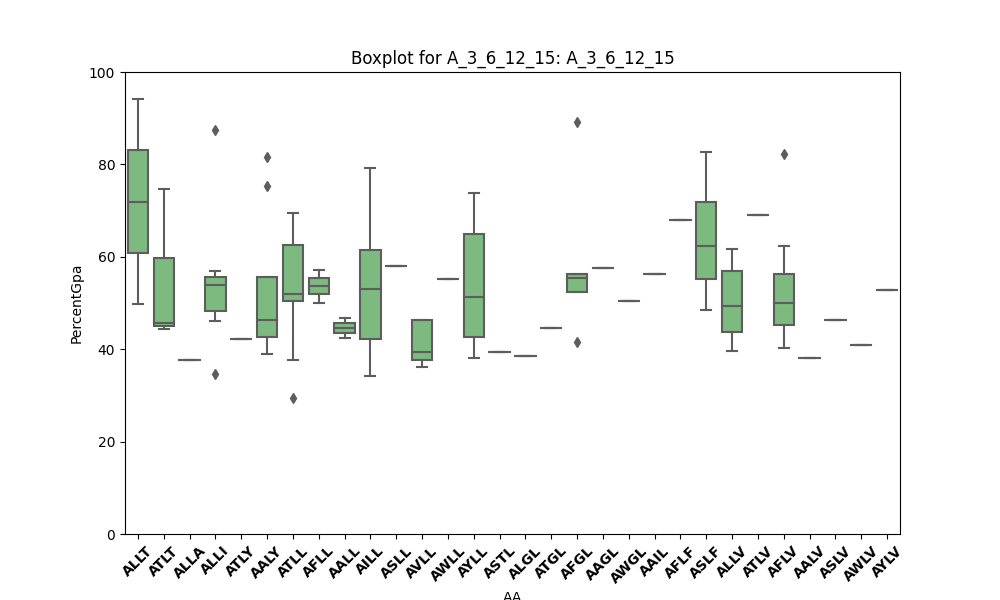 Boxplot for A_3_6_12_15: A_3_6_12_15
100
80
60
40
20
0
PercentGpa
ALLT ATLT ALLA ALLI ATLY AALY ATLL AFLL AALL AILL ASLL AVLL AWLL AYLL ASTL ALGL ATGL AFGL AAGL AWGL AAIL AFLF ASLF ALLV ATLV AFLV AALV ASLV AWLV AYLV
AA